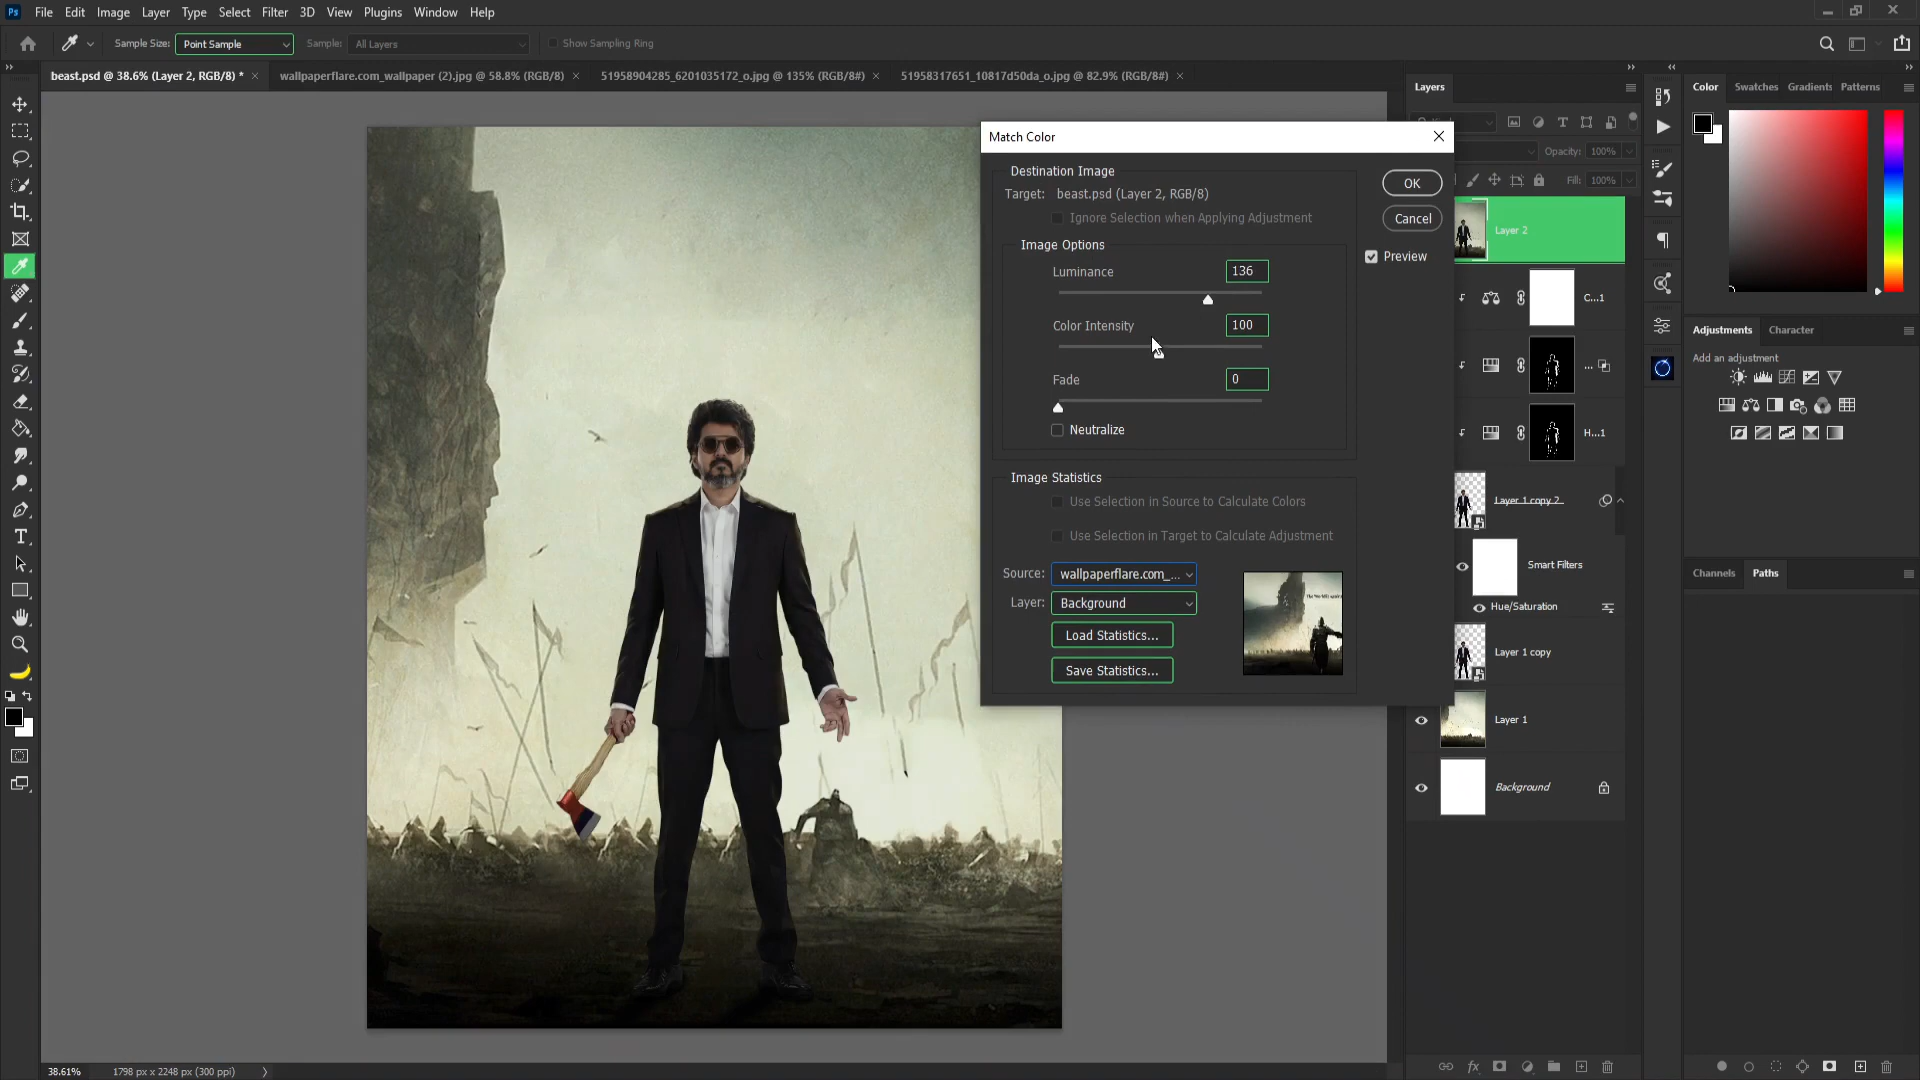 Ps File Edit Image Layer Type Select Filter 3D View Plugins Window Help
Sample Size: Point Sample Sample: All Layers Show Sampling Ring
beast.psd @ 38.6% (Layer 2, RGB/8) * wallpaperflare.com_wallpaper (2).jpg @ 58.8% (RGB/8) 51958904285_6201035172_o.jpg @ 135% (RGB/8#) 51958317651_10817d50da_o.jpg @ 82.9% (RGB/8#)
Match Color
Destination Image
Target: beast.psd (Layer 2, RGB/8)
Ignore Selection when Applying Adjustment
Image Options
Luminance 136
Color Intensity 100
Fade 0
Neutralize
OK
Cancel
Preview
Image Statistics
Use Selection in Source to Calculate Colors
Use Selection in Target to Calculate Adjustment
Source: wallpaperflare.com_...
Layer: Background
Load Statistics...
Save Statistics...
Layers
Opacity: 100%
Fill: 100%
Layer 2
C...1
...
H...1
Layer 1 copy 2
Smart Filters
Hue/Saturation
Layer 1 copy
Layer 1
Background
Color Swatches Gradients Patterns
Adjustments Character
Add an adjustment
Channels Paths
38.61% 1798 px x 2248 px (300 ppi)